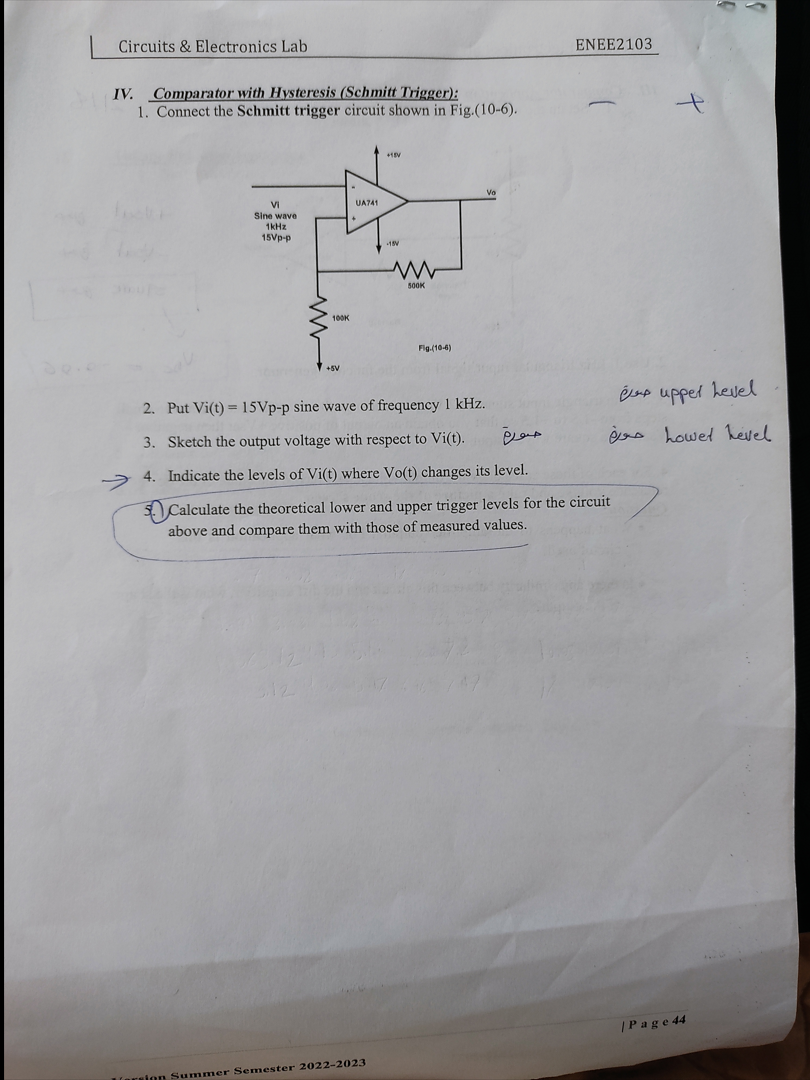 Circuits & Electronics Lab ENEE2103
IV. Comparator with Hysteresis (Schmitt Trigger):
1. Connect the Schmitt trigger circuit shown in Fig.(10-6).
− +
+15V
-
UA741
+
Vo
Vi
Sine wave
1kHz
15Vp-p
-15V
500K
100K
Fig.(10-6)
+5V
صورة upper Level
2. Put Vi(t) = 15Vp-p sine wave of frequency 1 kHz.
3. Sketch the output voltage with respect to Vi(t). صورة صورة Lower Level
→ 4. Indicate the levels of Vi(t) where Vo(t) changes its level.
5. Calculate the theoretical lower and upper trigger levels for the circuit
above and compare them with those of measured values.
| Page 44
Version Summer Semester 2022-2023